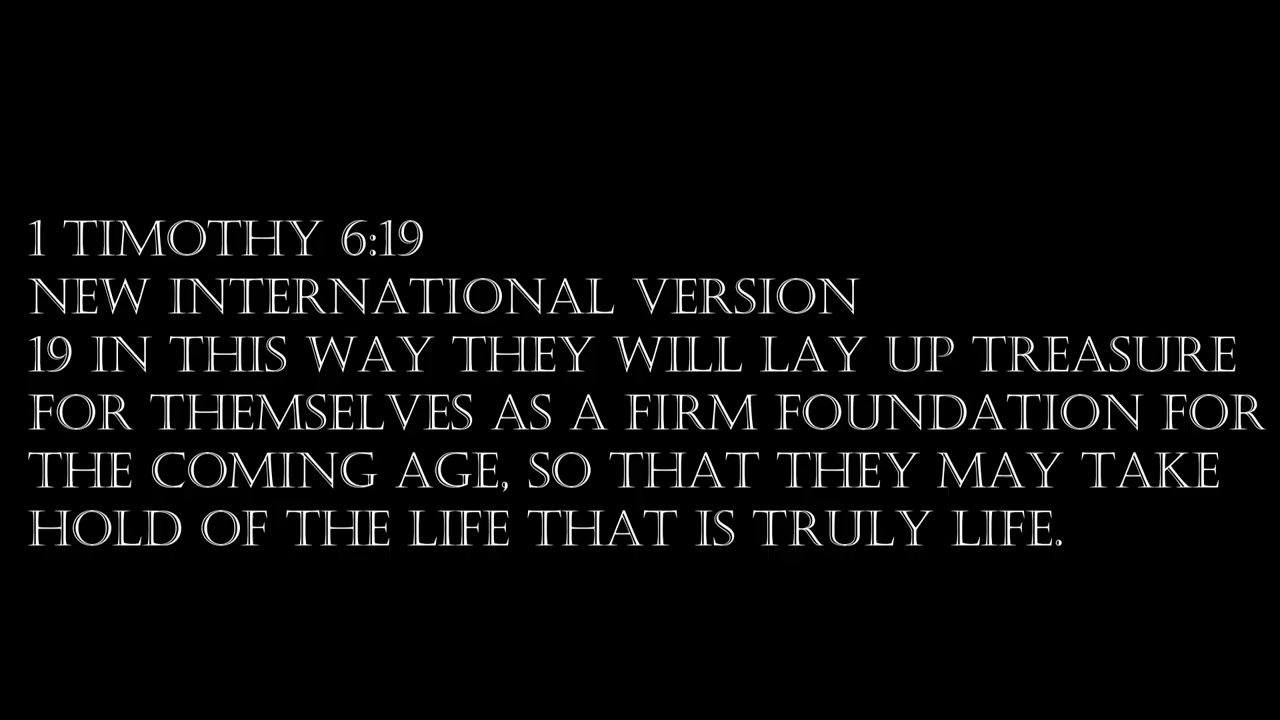 1 TIMOTHY 6:19
NEW INTERNATIONAL VERSION
19 IN THIS WAY THEY WILL LAY UP TREASURE
FOR THEMSELVES AS A FIRM FOUNDATION FOR
THE COMING AGE, SO THAT THEY MAY TAKE
HOLD OF THE LIFE THAT IS TRULY LIFE.